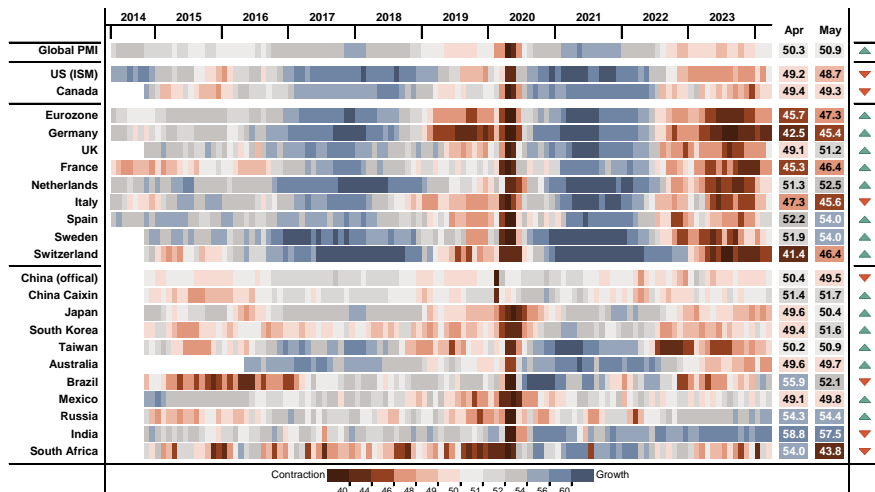 2014 2015 2016 2017 2018 2019 2020 2021 2022 2023
Apr May
Global PMI 50.3 50.9
US (ISM) 49.2 48.7
Canada 49.4 49.3
Eurozone 45.7 47.3
Germany 42.5 45.4
UK 49.1 51.2
France 45.3 46.4
Netherlands 51.3 52.5
Italy 47.3 45.6
Spain 52.2 54.0
Sweden 51.9 54.0
Switzerland 41.4 46.4
China (offical) 50.4 49.5
China Caixin 51.4 51.7
Japan 49.6 50.4
South Korea 49.4 51.6
Taiwan 50.2 50.9
Australia 49.6 49.7
Brazil 55.9 52.1
Mexico 49.1 49.8
Russia 54.3 54.4
India 58.8 57.5
South Africa 54.0 43.8
Contraction Growth
40 44 46 48 49 50 51 52 54 56 60